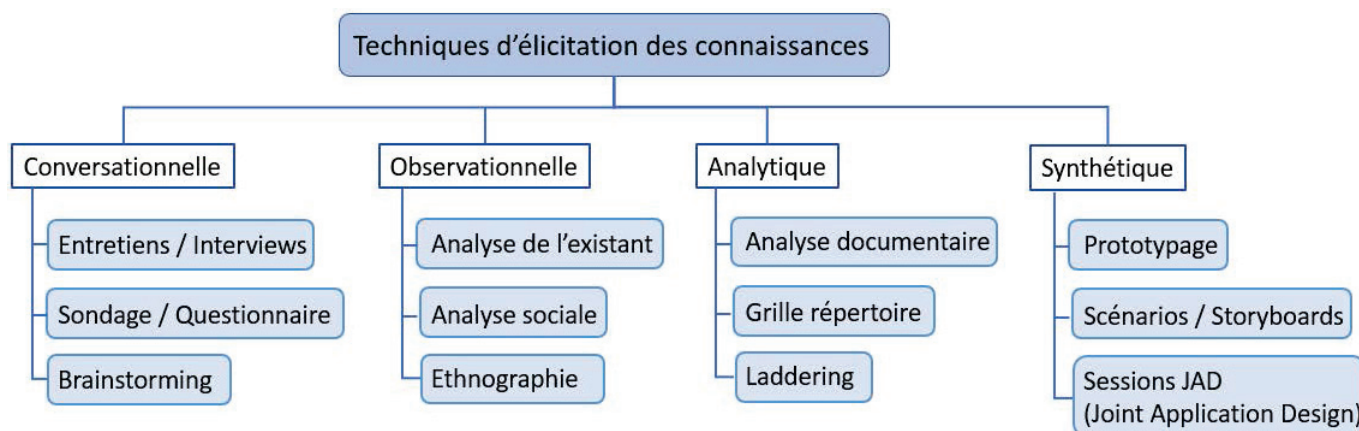 Techniques d'élicitation des connaissances
Conversationnelle
Entretiens / Interviews
Sondage / Questionnaire
Brainstorming
Observationnelle
Analyse de l'existant
Analyse sociale
Ethnographie
Analytique
Analyse documentaire
Grille répertoire
Laddering
Synthétique
Prototypage
Scénarios / Storyboards
Sessions JAD
(Joint Application Design)